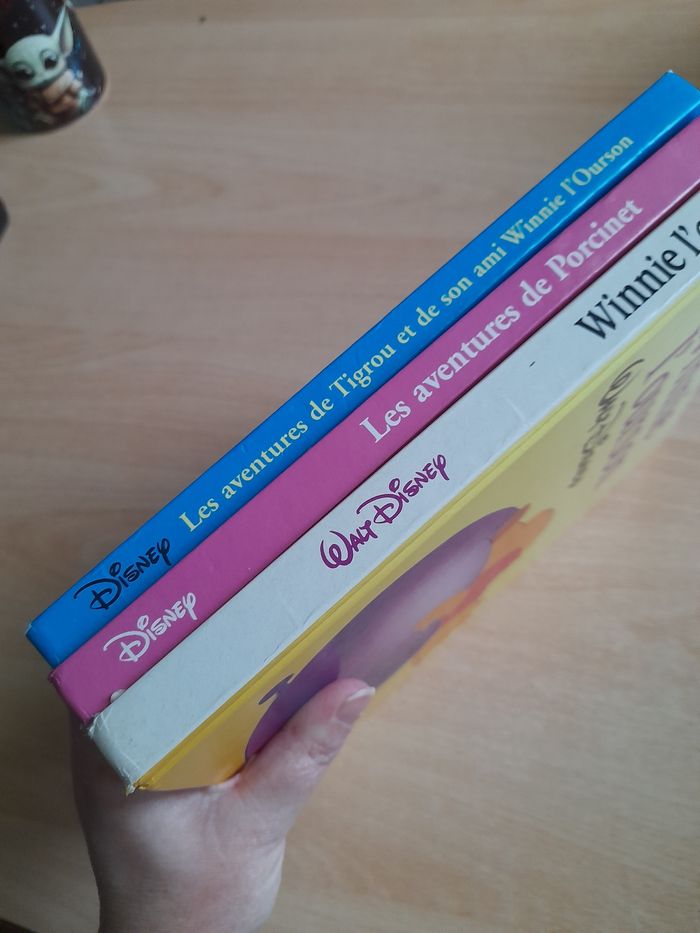 Disney Les aventures de Tigrou et de son ami Winnie l'Ourson
Disney Les aventures de Porcinet
Walt Disney Winnie